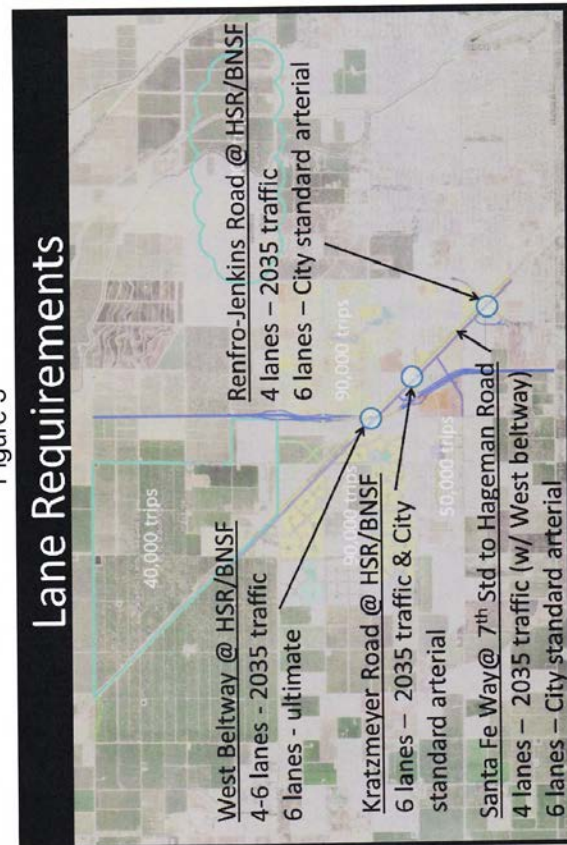 Figure 3
Lane Requirements
40,000 trips
90,000 trips
90,000 trips
50,000 trips
West Beltway @ HSR/BNSF
4-6 lanes - 2035 traffic
6 lanes - ultimate
Kratzmeyer Road @ HSR/BNSF
6 lanes – 2035 traffic & City
standard arterial
Santa Fe Way@ 7th Std to Hageman Road
4 lanes – 2035 traffic (w/ West beltway)
6 lanes – City standard arterial
Renfro-Jenkins Road @ HSR/BNSF
4 lanes – 2035 traffic
6 lanes – City standard arterial